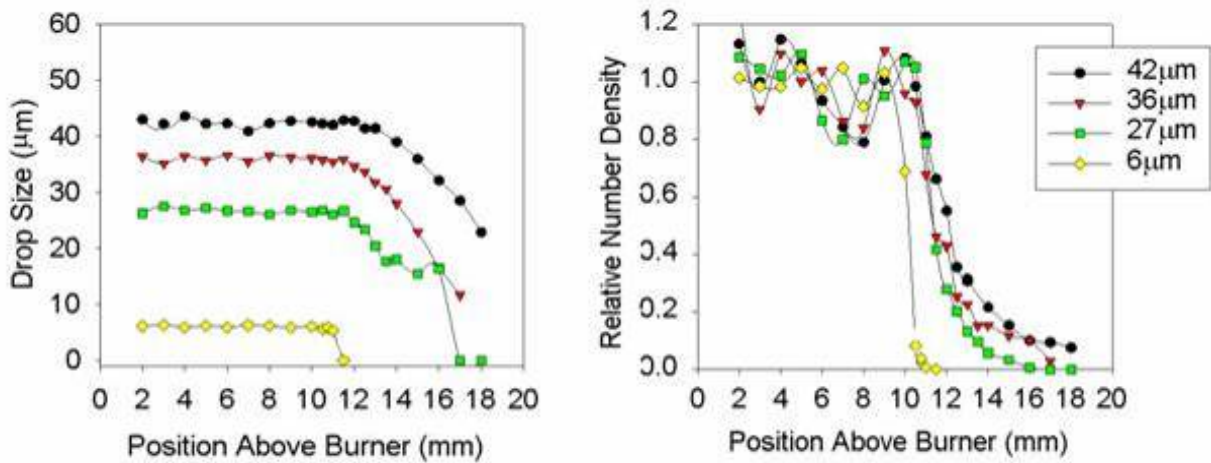 60
50
40
30
20
10
0
Drop Size (μm)
0 2 4 6 8 10 12 14 16 18 20
Position Above Burner (mm)
1.2
1.0
0.8
0.6
0.4
0.2
0.0
Relative Number Density
0 2 4 6 8 10 12 14 16 18 20
Position Above Burner (mm)
42μm
36μm
27μm
6μm